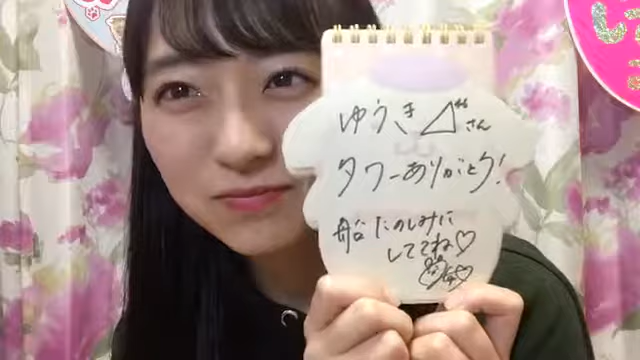 ゆうき⊿さん
タワーありがとう!
船たのしみに
しててね♡